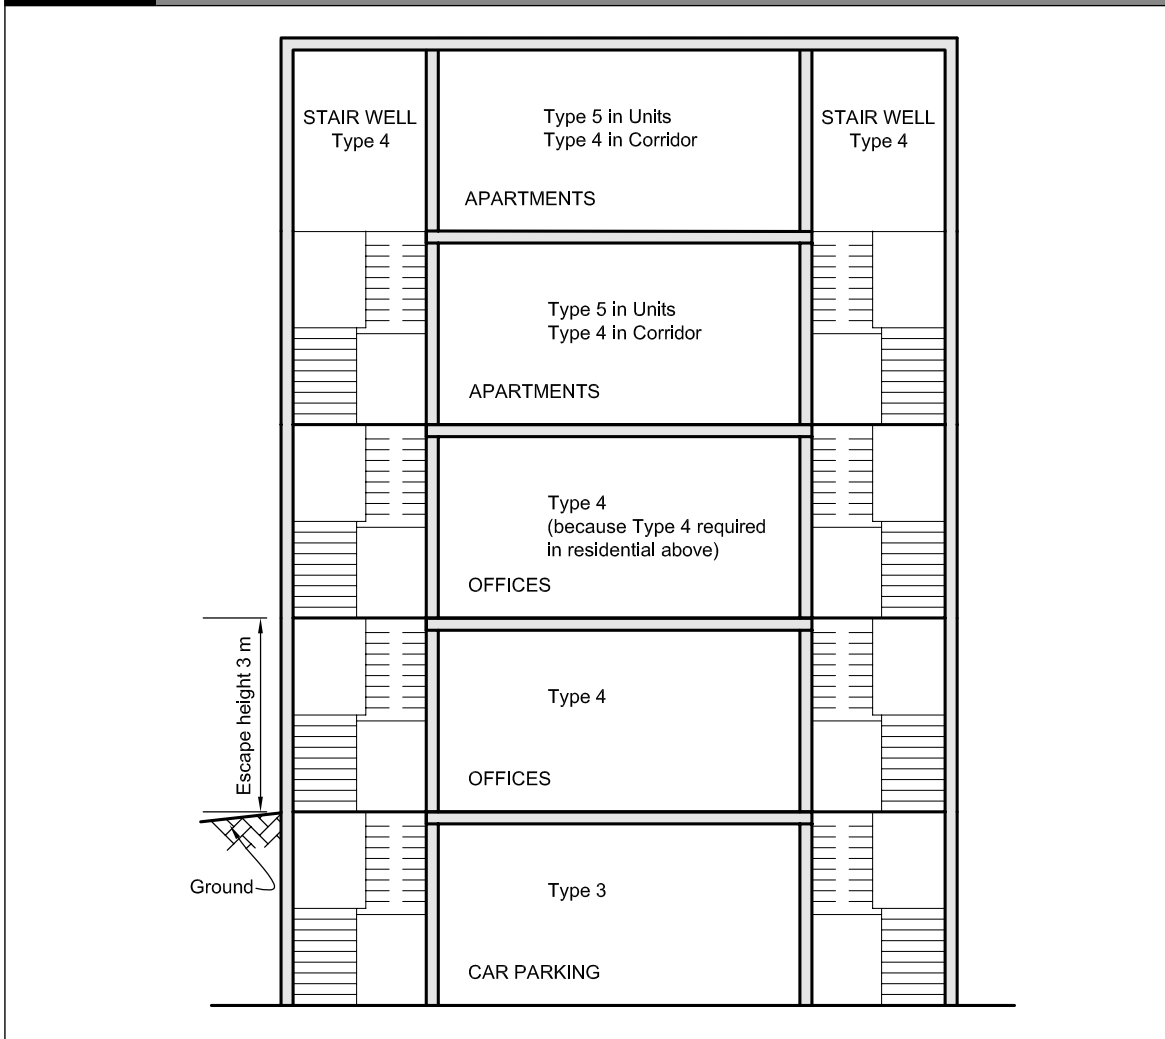 STAIR WELL
Type 4
Type 5 in Units
Type 4 in Corridor
STAIR WELL
Type 4
APARTMENTS
Type 5 in Units
Type 4 in Corridor
APARTMENTS
Type 4
(because Type 4 required
in residential above)
OFFICES
Escape height 3 m
Type 4
OFFICES
Ground
Type 3
CAR PARKING